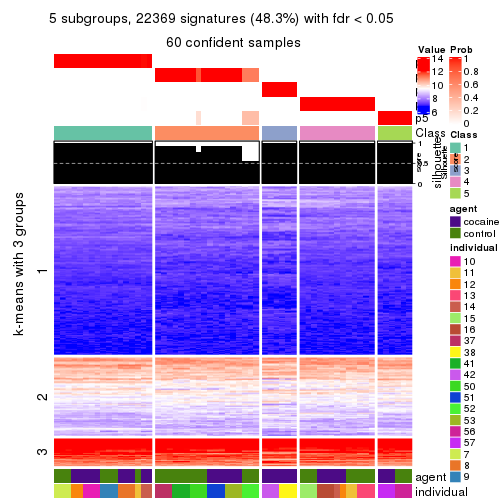 5 subgroups, 22369 signatures (48.3%) with fdr < 0.05
60 confident samples
k-means with 3 groups
1
2
3
p5
Class
1
0.5
0
silhouette
score
agent
individual
Value
14
12
10
8
6
Prob
1
0.8
0.6
0.4
0.2
0
Class
1
2
3
4
5
agent
cocaine
control
individual
10
11
12
13
14
15
16
37
38
41
42
50
51
52
53
56
57
7
8
9